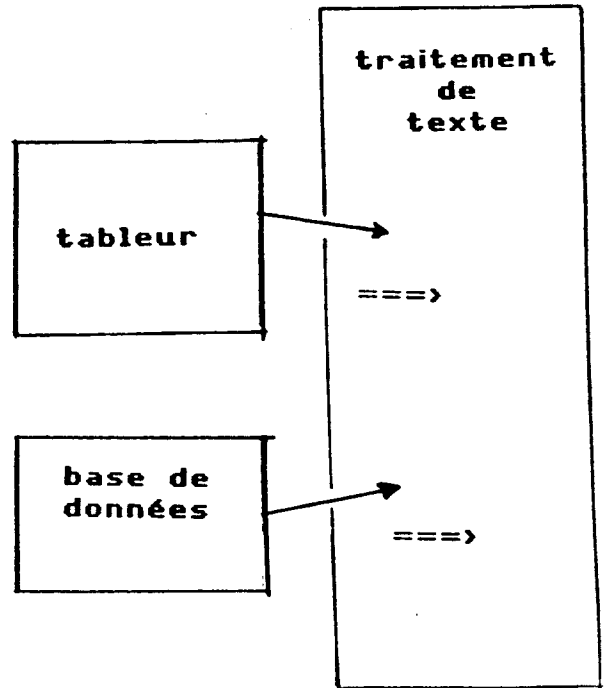 traitement
de
texte
tableur
===>
base de
données
===>